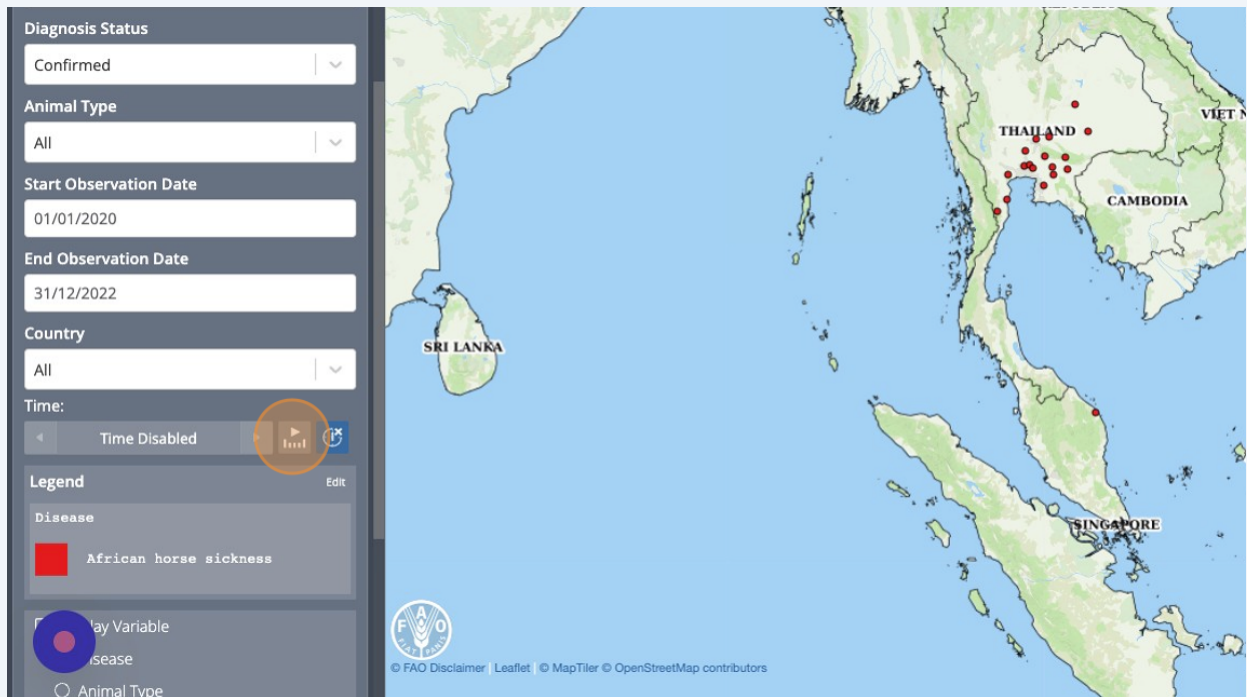 Diagnosis Status
Confirmed
Animal Type
All
Start Observation Date
01/01/2020
End Observation Date
31/12/2022
Country
All
Time:
Time Disabled
Legend
Edit
Disease
African horse sickness
Variable
Animal Type
THAILAND
VIET
CAMBODIA
SRI LANKA
SINGAPORE
F A O
FIAT PANIS
© FAO Disclaimer | Leaflet | © MapTiler © OpenStreetMap contributors